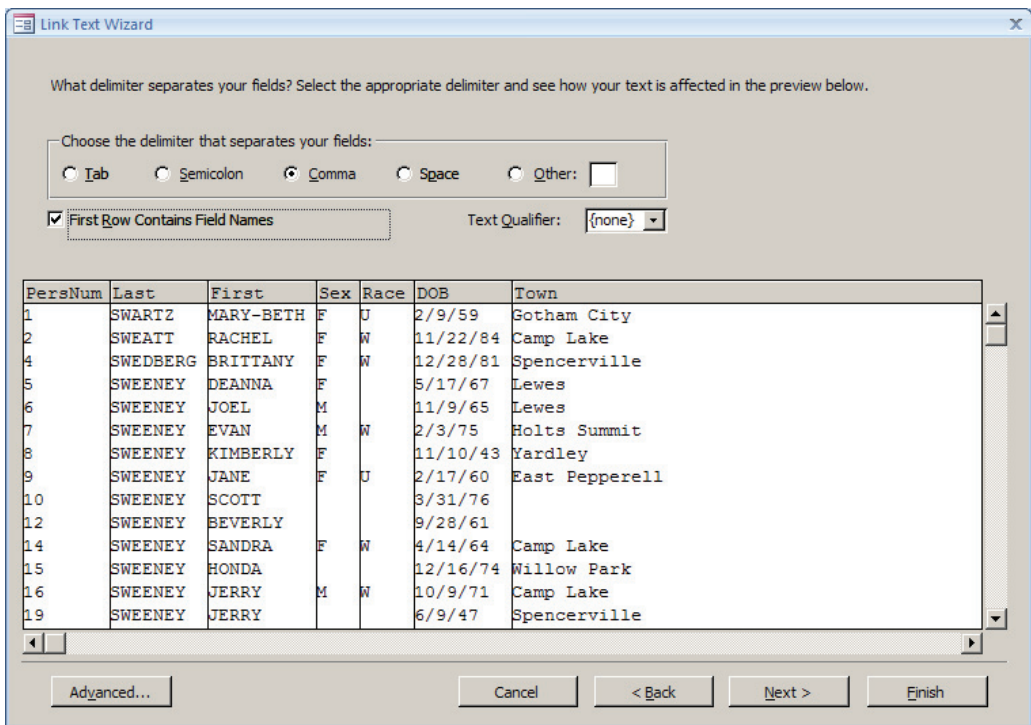 Link Text Wizard x
What delimiter separates your fields? Select the appropriate delimiter and see how your text is affected in the preview below.
Choose the delimiter that separates your fields:
Tab Semicolon Comma Space Other:
First Row Contains Field Names Text Qualifier: {none}
PersNum Last First Sex Race DOB Town
1 SWARTZ MARY-BETH F U 2/9/59 Gotham City
2 SWEATT RACHEL F W 11/22/84 Camp Lake
4 SWEDBERG BRITTANY F W 12/28/81 Spencerville
5 SWEENEY DEANNA F 5/17/67 Lewes
6 SWEENEY JOEL M 11/9/65 Lewes
7 SWEENEY EVAN M W 2/3/75 Holts Summit
8 SWEENEY KIMBERLY F 11/10/43 Yardley
9 SWEENEY JANE F U 2/17/60 East Pepperell
10 SWEENEY SCOTT 3/31/76
12 SWEENEY BEVERLY 9/28/61
14 SWEENEY SANDRA F W 4/14/64 Camp Lake
15 SWEENEY HONDA 12/16/74 Willow Park
16 SWEENEY JERRY M W 10/9/71 Camp Lake
19 SWEENEY JERRY 6/9/47 Spencerville
Advanced... Cancel < Back Next > Finish